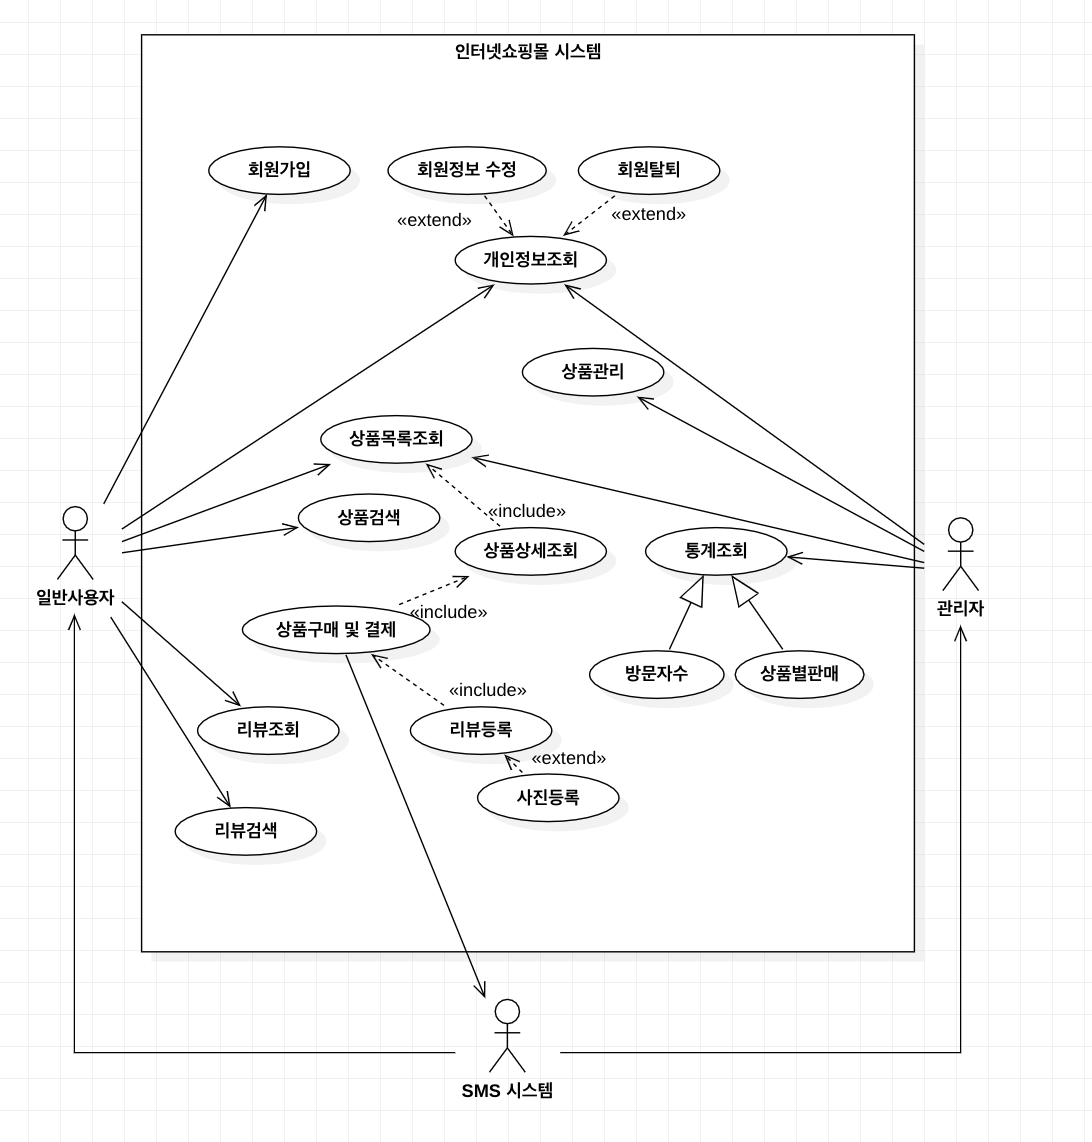 인터넷쇼핑몰 시스템
회원가입
회원정보 수정
회원탈퇴
«extend»
«extend»
개인정보조회
상품관리
상품목록조회
상품검색
«include»
상품상세조회
통계조회
일반사용자
관리자
«include»
상품구매 및 결제
방문자수
상품별판매
«include»
리뷰조회
리뷰등록
«extend»
사진등록
리뷰검색
SMS 시스템